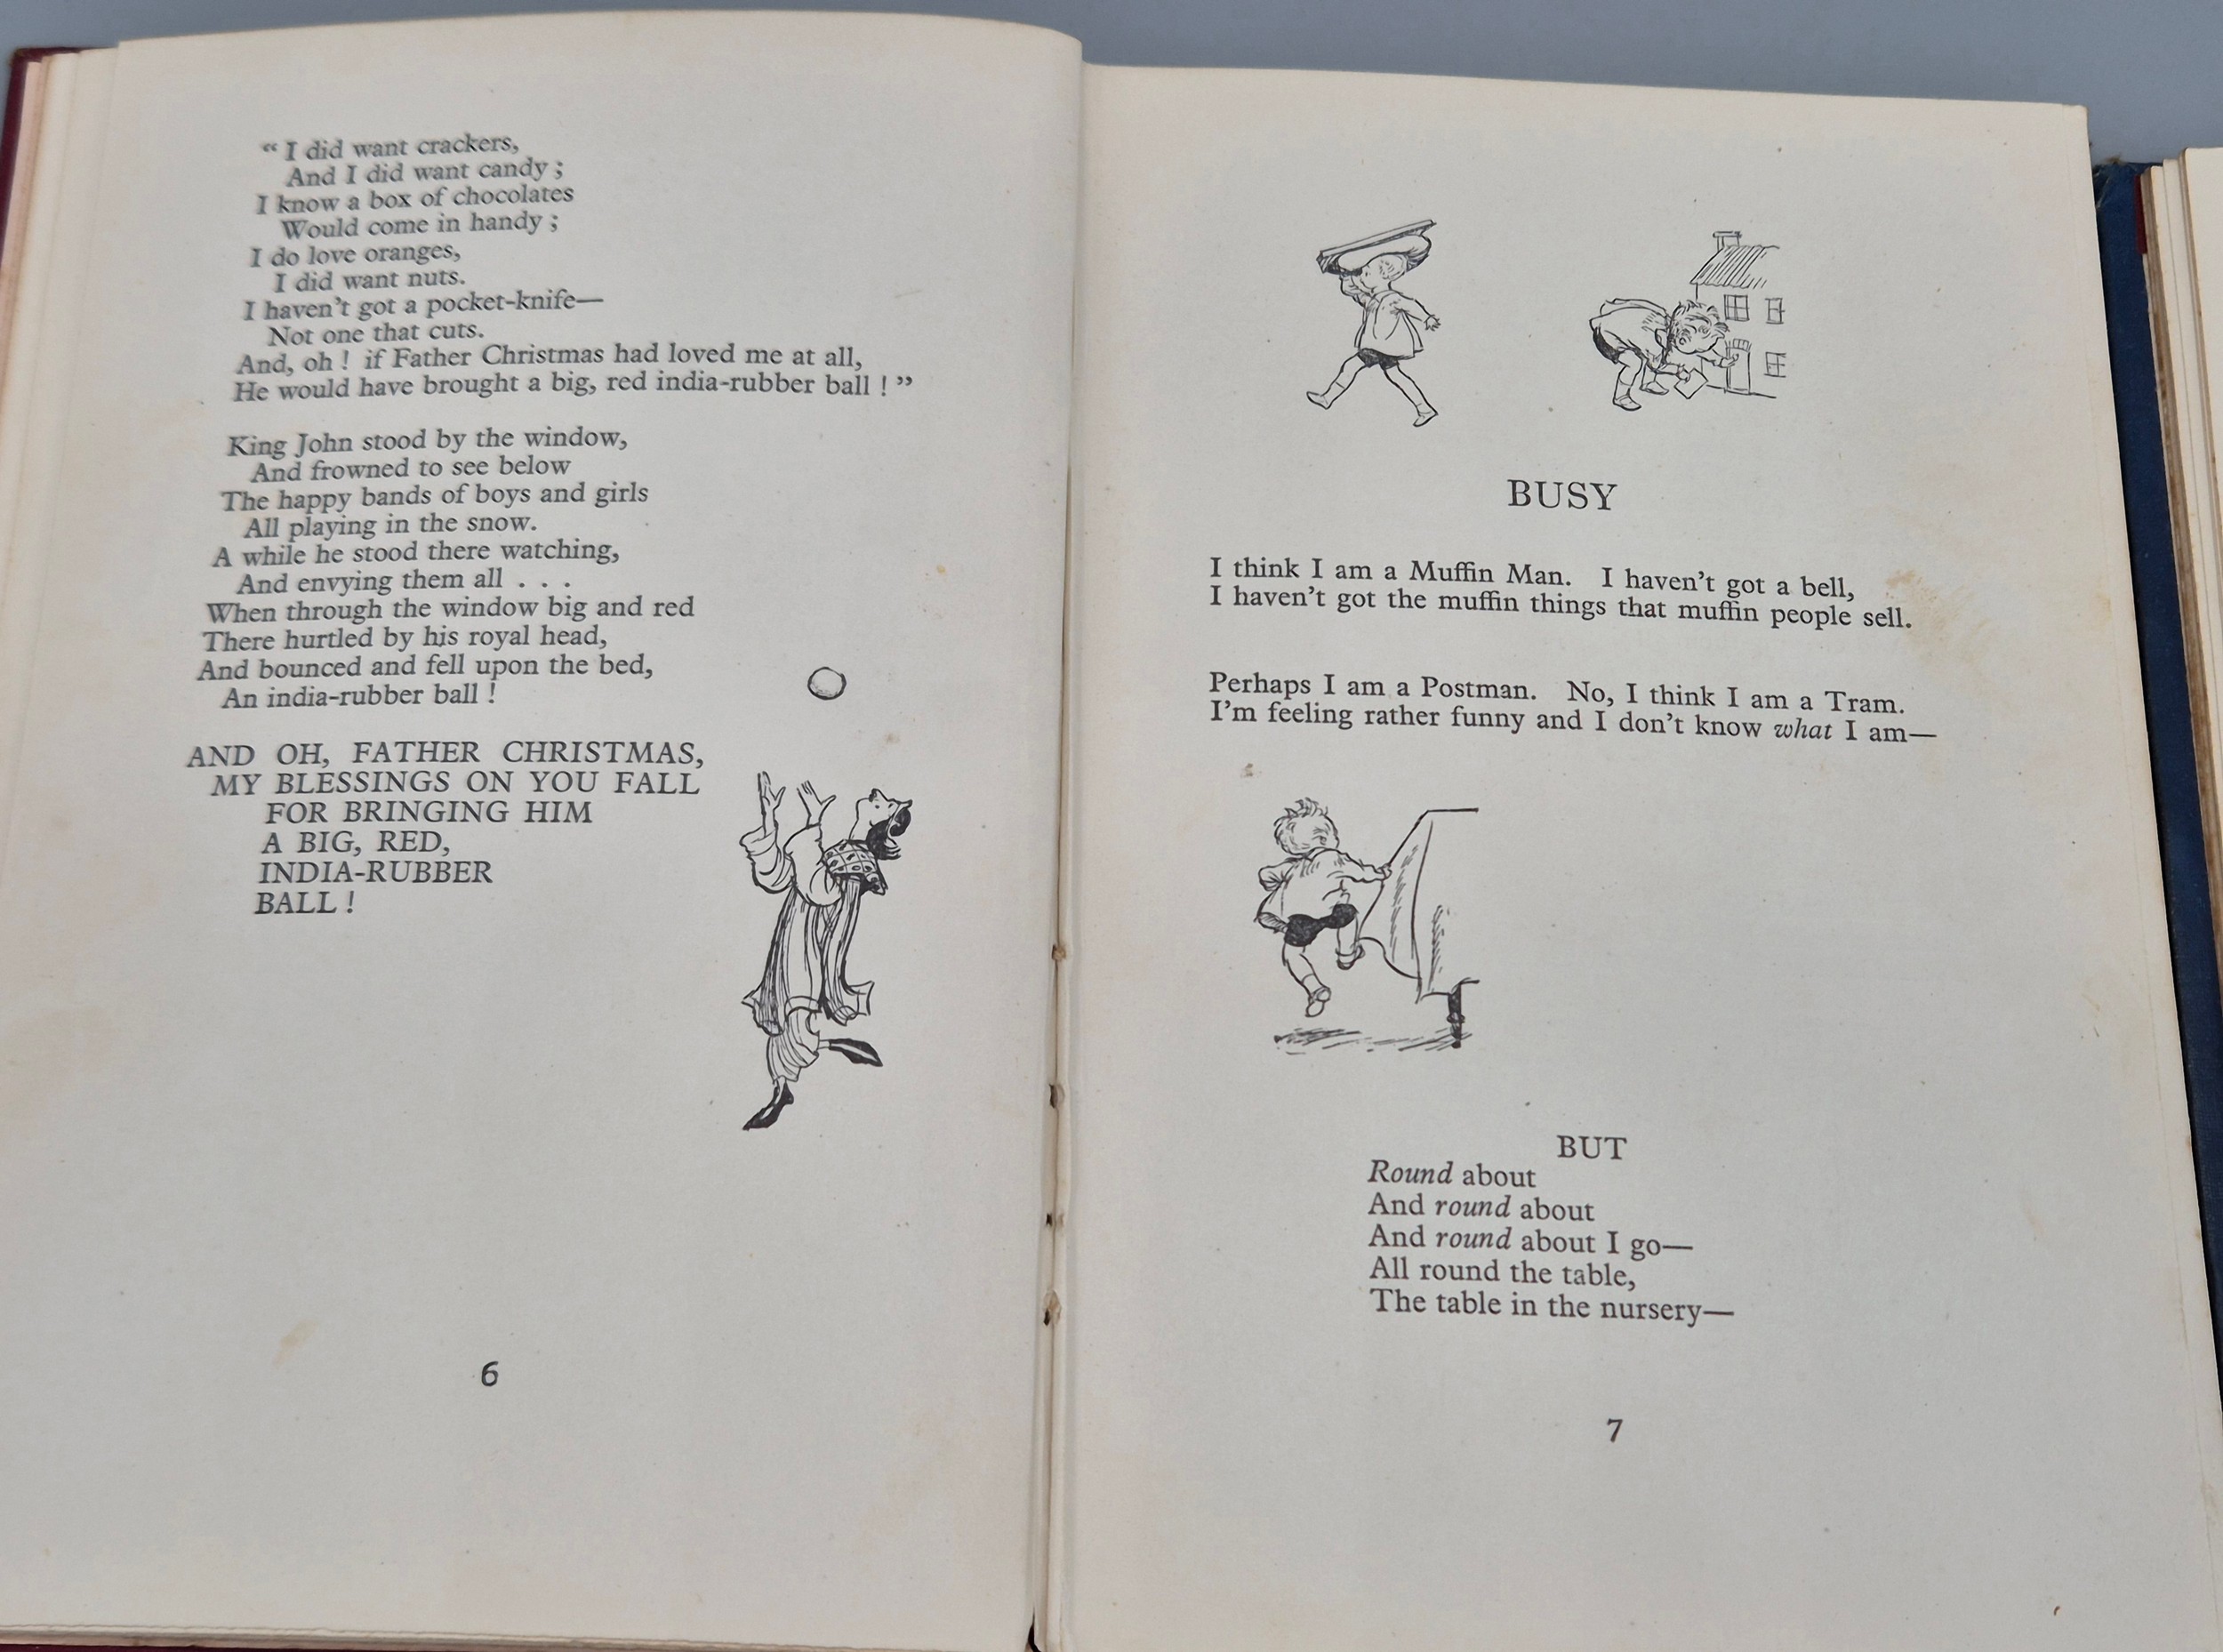 “ I did want crackers,
And I did want candy ;
I know a box of chocolates
Would come in handy ;
I do love oranges,
I did want nuts.
I haven’t got a pocket-knife—
Not one that cuts.
And, oh ! if Father Christmas had loved me at all,
He would have brought a big, red india-rubber ball ! ”
King John stood by the window,
And frowned to see below
The happy bands of boys and girls
All playing in the snow.
A while he stood there watching,
And envying them all . . .
When through the window big and red
There hurtled by his royal head,
And bounced and fell upon the bed,
An india-rubber ball !
AND OH, FATHER CHRISTMAS,
MY BLESSINGS ON YOU FALL
FOR BRINGING HIM
A BIG, RED,
INDIA-RUBBER
BALL !
6
BUSY
I think I am a Muffin Man. I haven’t got a bell,
I haven’t got the muffin things that muffin people sell.
Perhaps I am a Postman. No, I think I am a Tram.
I’m feeling rather funny and I don’t know what I am—
BUT
Round about
And round about
And round about I go—
All round the table,
The table in the nursery—
7